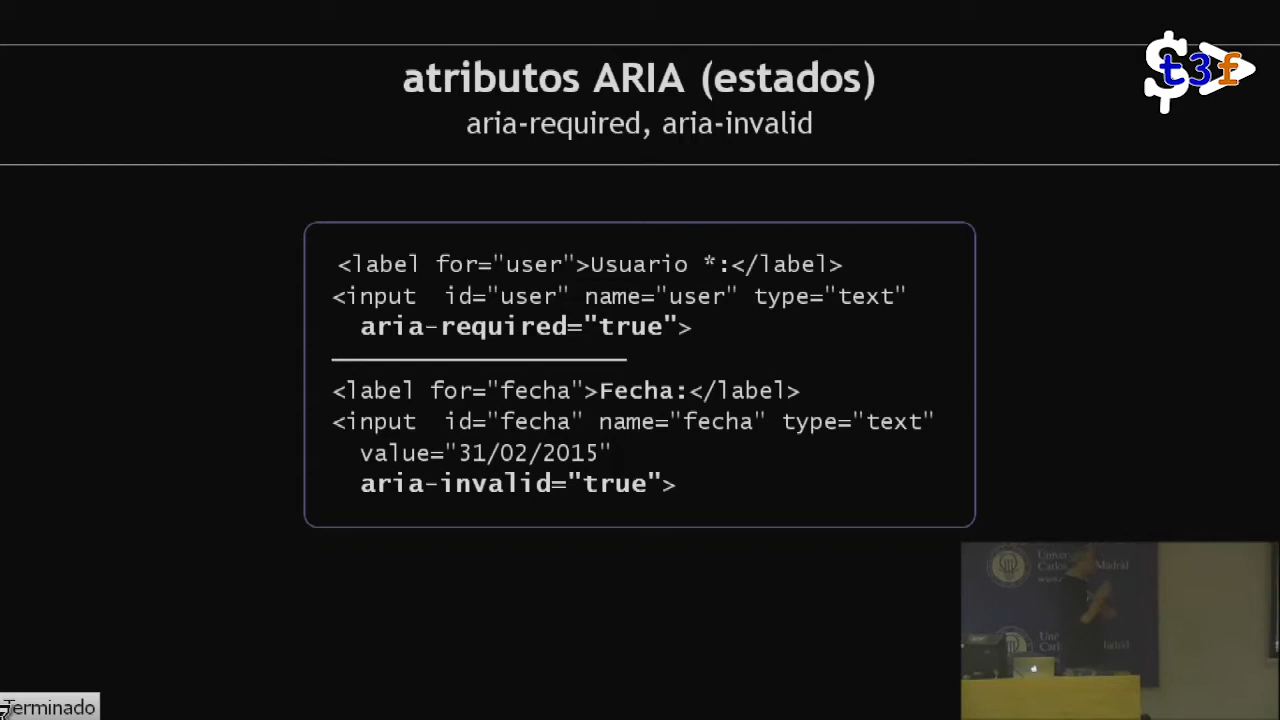 atributos ARIA (estados)
aria-required, aria-invalid
$t3f
<label for="user">Usuario *:</label>
<input  id="user" name="user" type="text"
aria-required="true">
<label for="fecha">Fecha:</label>
<input  id="fecha" name="fecha" type="text"
value="31/02/2015"
aria-invalid="true">
Madrid
Terminado